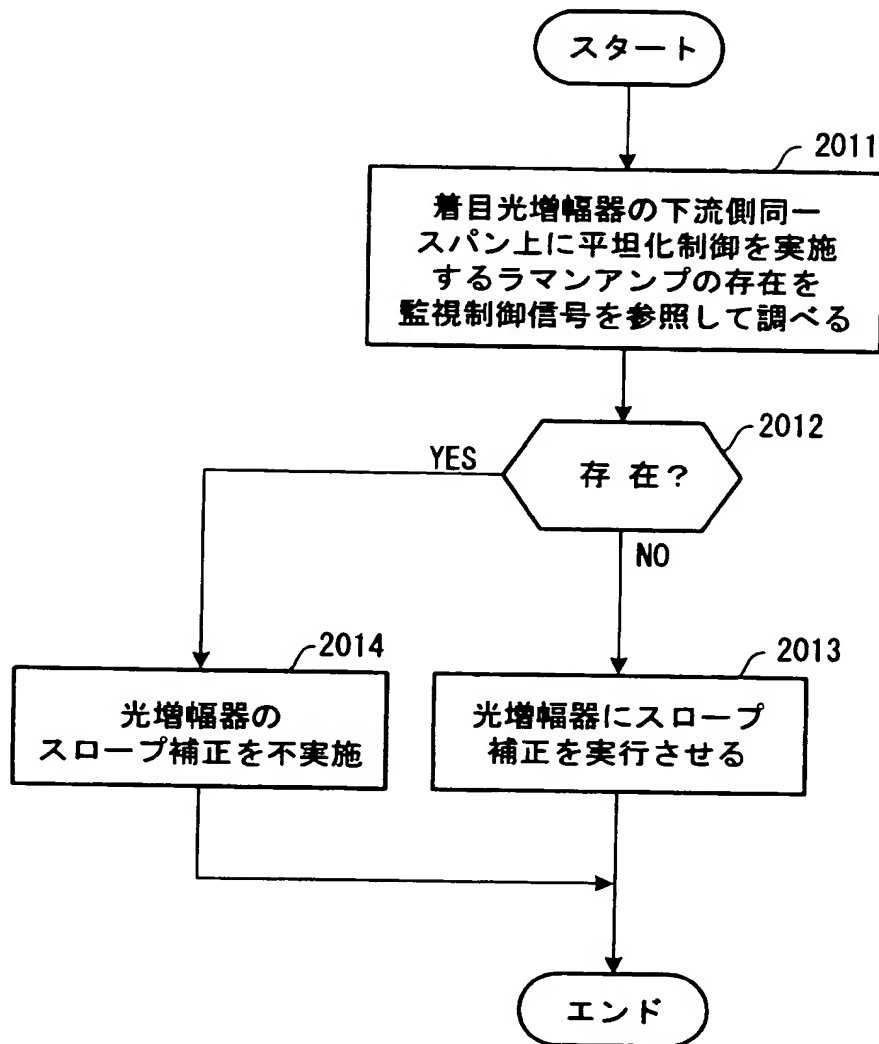 スタート
2011
着目光増幅器の下流側同一
スパン上に平坦化制御を実施
するラマンアンプの存在を
監視制御信号を参照して調べる
2012
存在?
YES
NO
2014
光増幅器の
スロープ補正を不実施
2013
光増幅器にスロープ
補正を実行させる
エンド